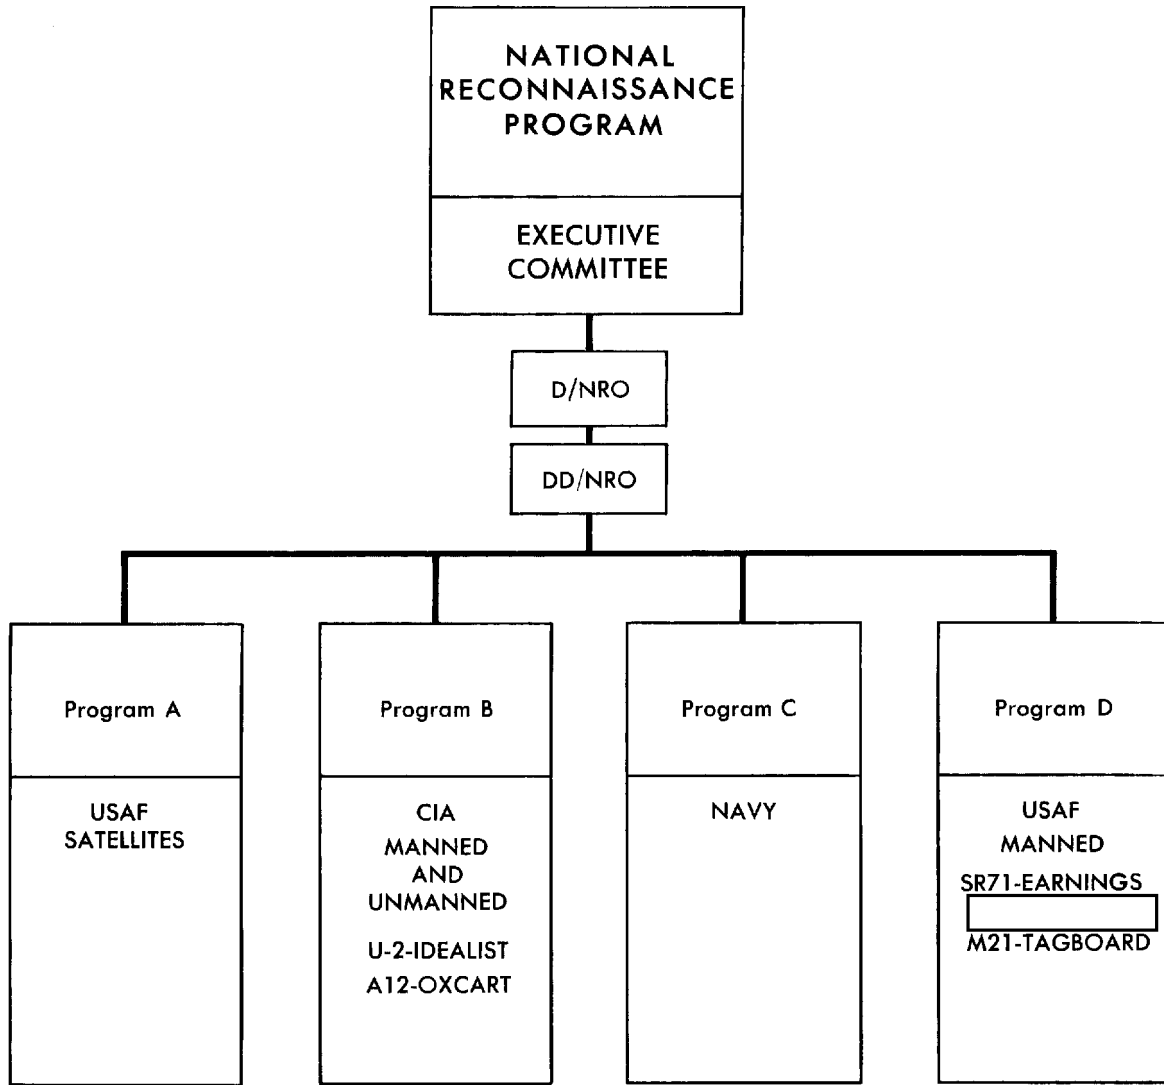 NATIONAL
RECONNAISSANCE
PROGRAM
EXECUTIVE
COMMITTEE
D/NRO
DD/NRO
Program A
USAF
SATELLITES
Program B
CIA
MANNED
AND
UNMANNED
U-2-IDEALIST
A12-OXCART
Program C
NAVY
Program D
USAF
MANNED
SR71-EARNINGS
M21-TAGBOARD